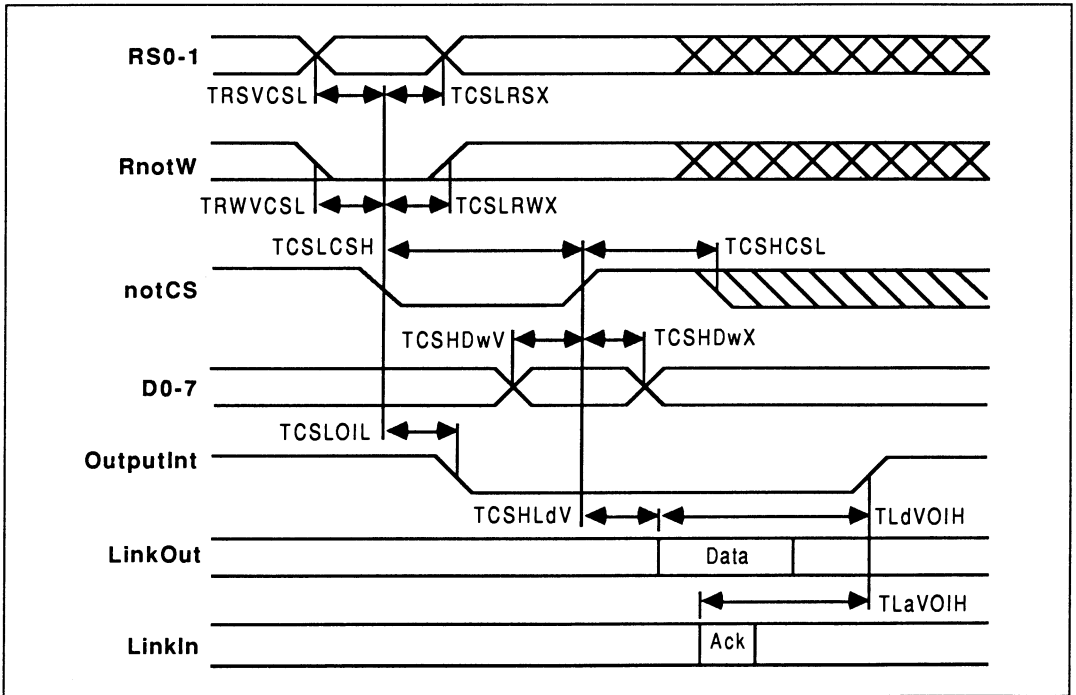 RS0-1
TRSVCSL
TCSLRSX
RnotW
TRWVCSL
TCSLRWX
TCSLCSH
TCSHCSL
notCS
TCSHDwV
TCSHDwX
D0-7
TCSLOIL
OutputInt
TCSHLdV
TLdVOIH
LinkOut
Data
TLaVOIH
LinkIn
Ack